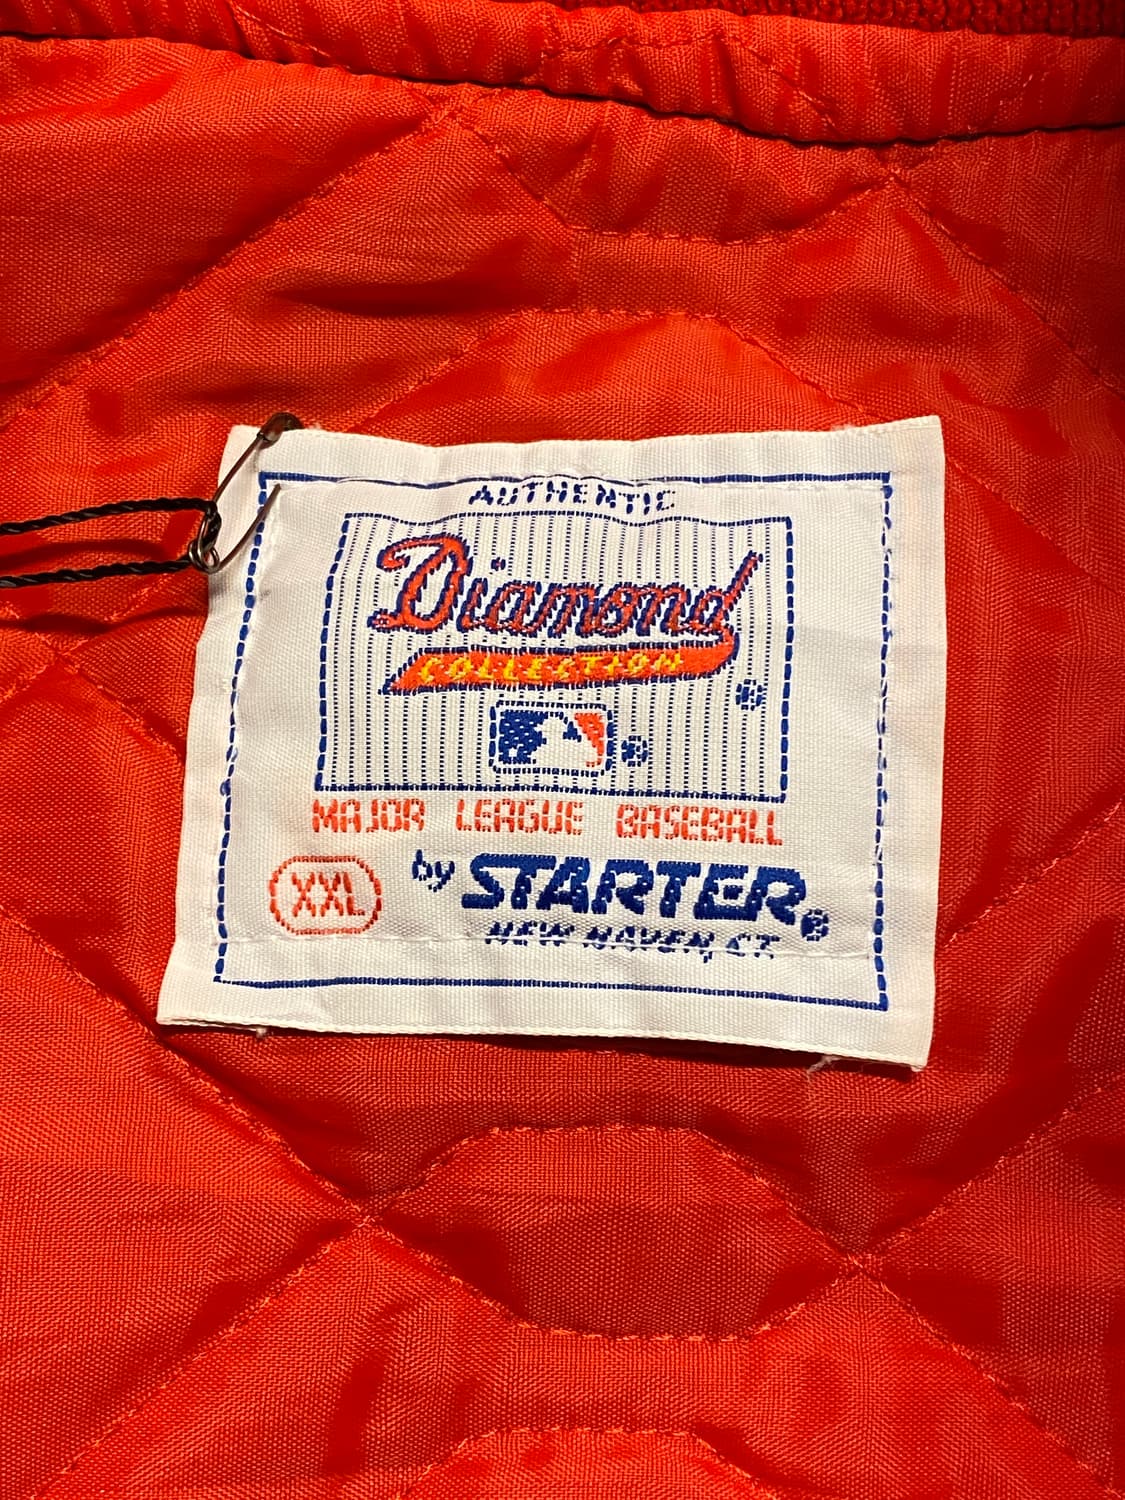 AUTHENTIC
Diamond
COLLECTION
®
®
MAJOR LEAGUE BASEBALL
XXL
by STARTER®
NEW HAVEN, CT